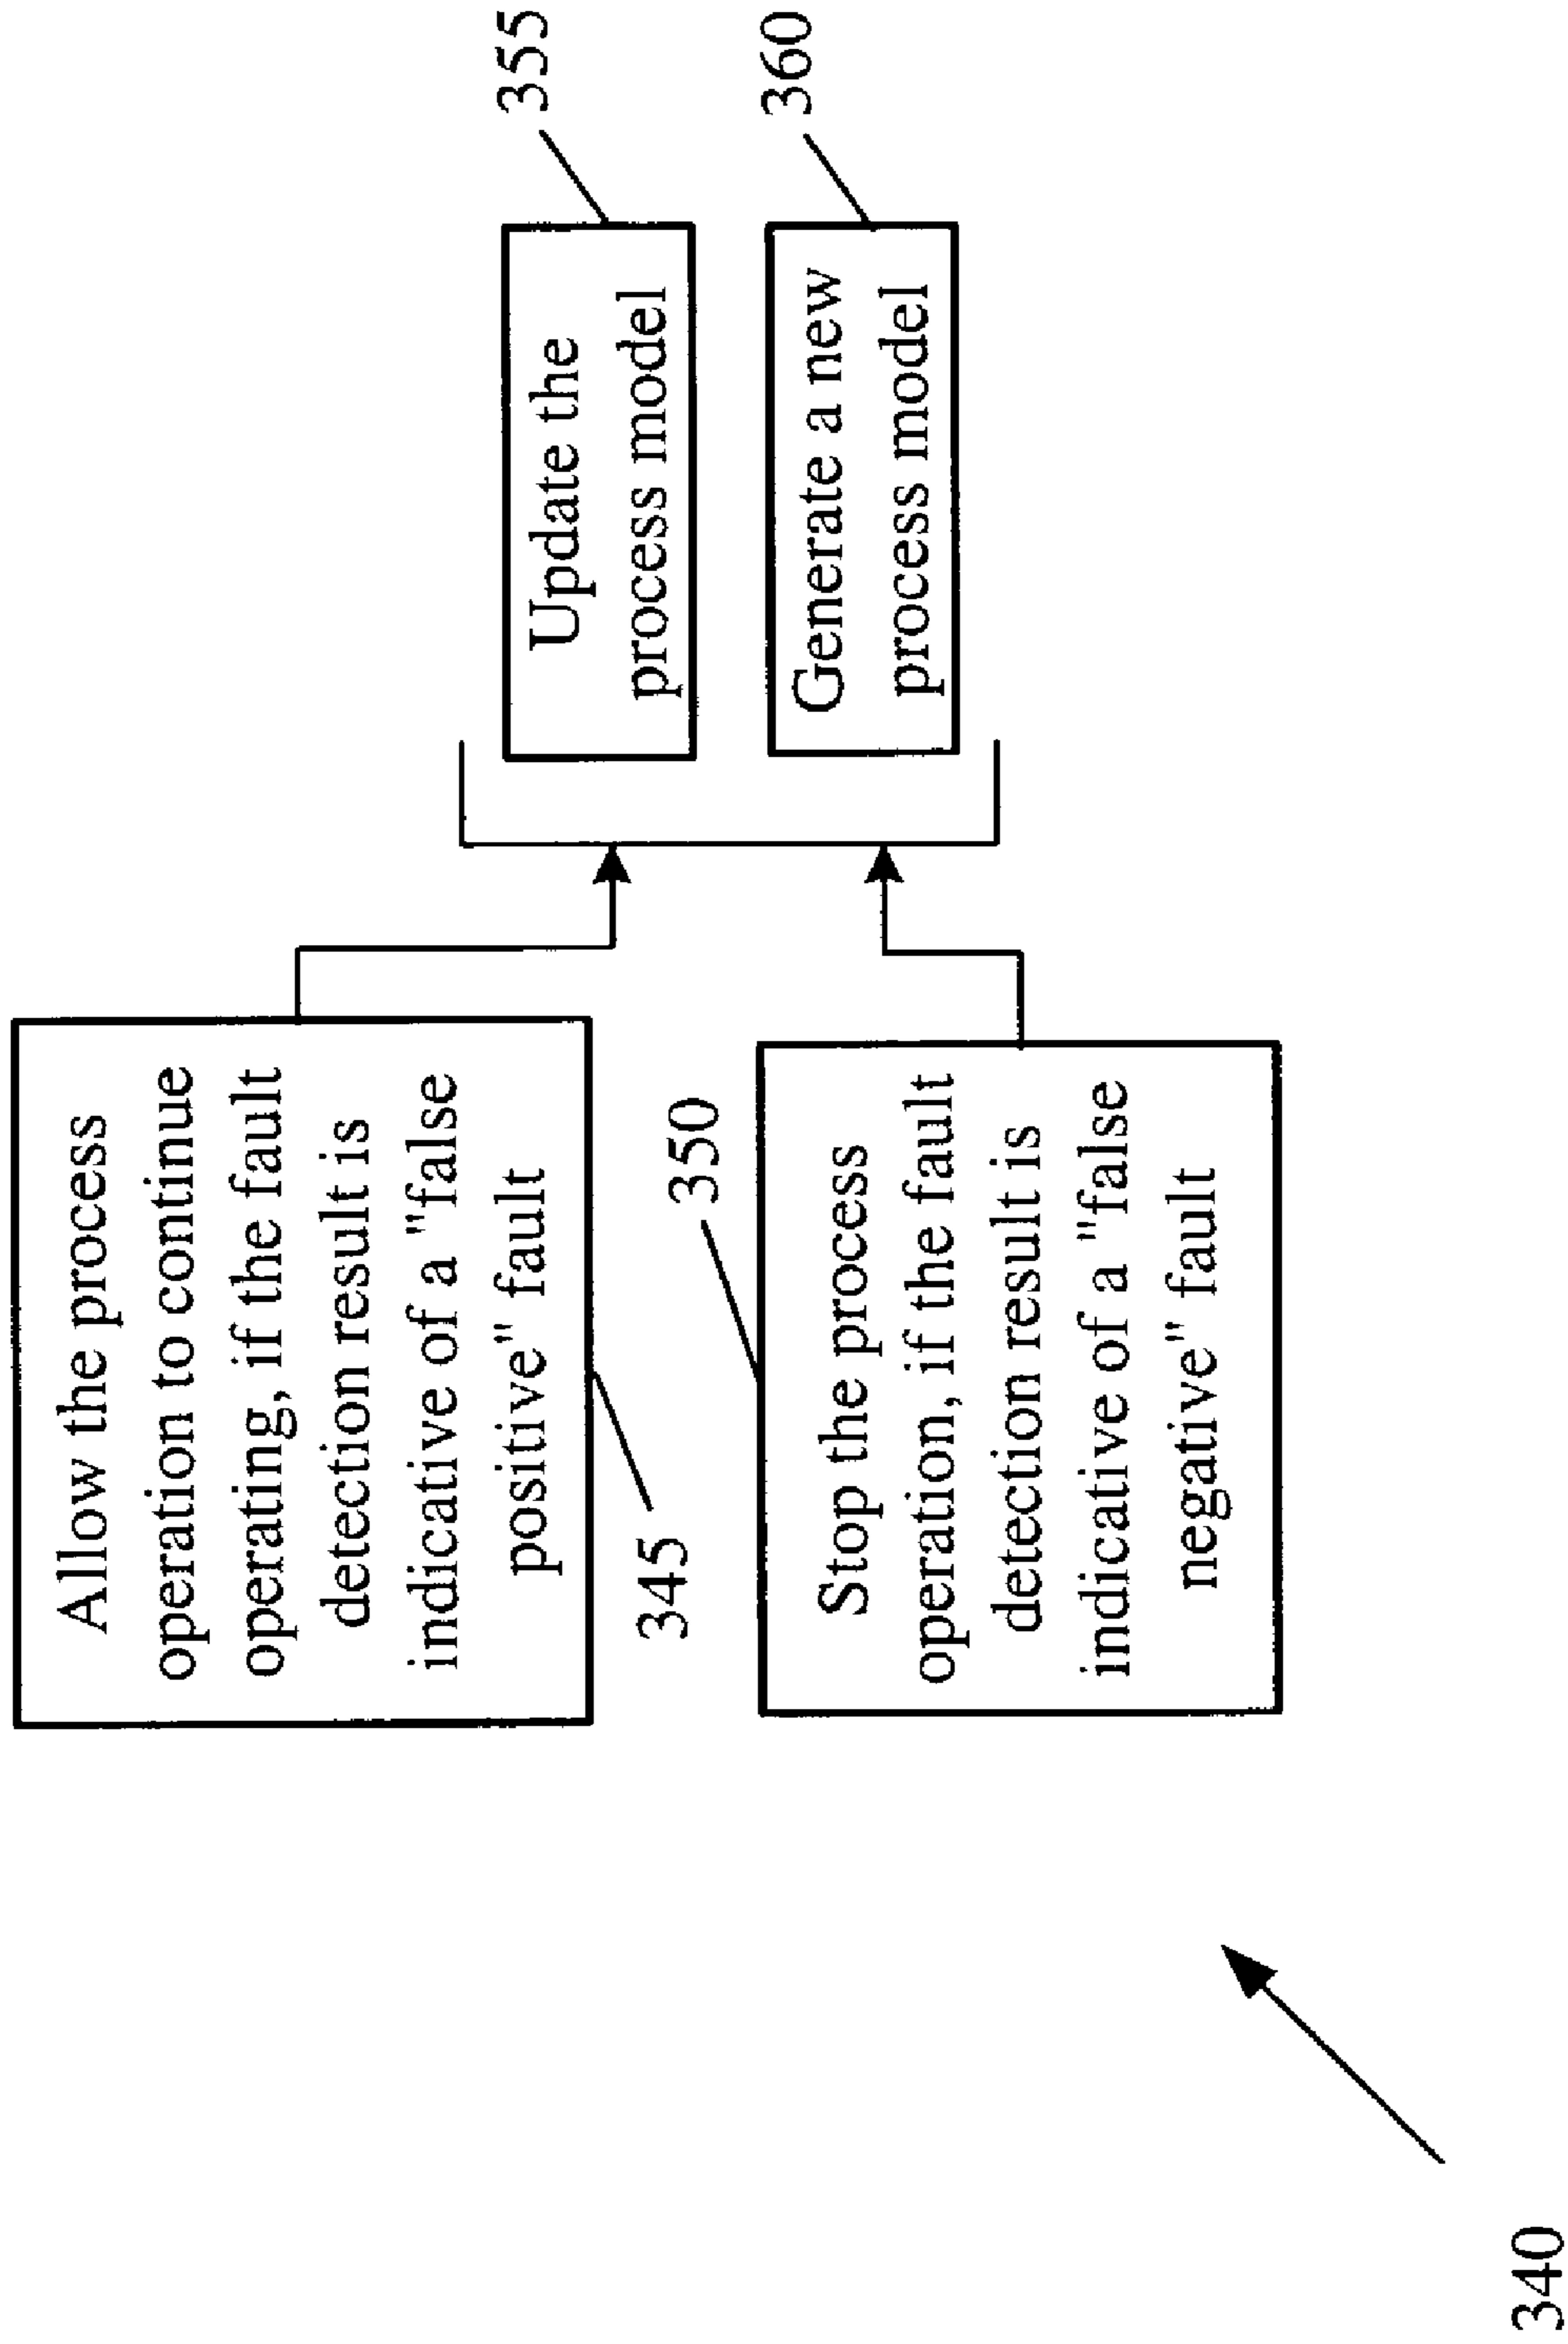 Allow the process
operation to continue
operating, if the fault
detection result is
indicative of a "false
positive" fault
345
350
Stop the process
operation, if the fault
detection result is
indicative of a "false
negative" fault
Update the
process model
355
Generate a new
process model
360
340